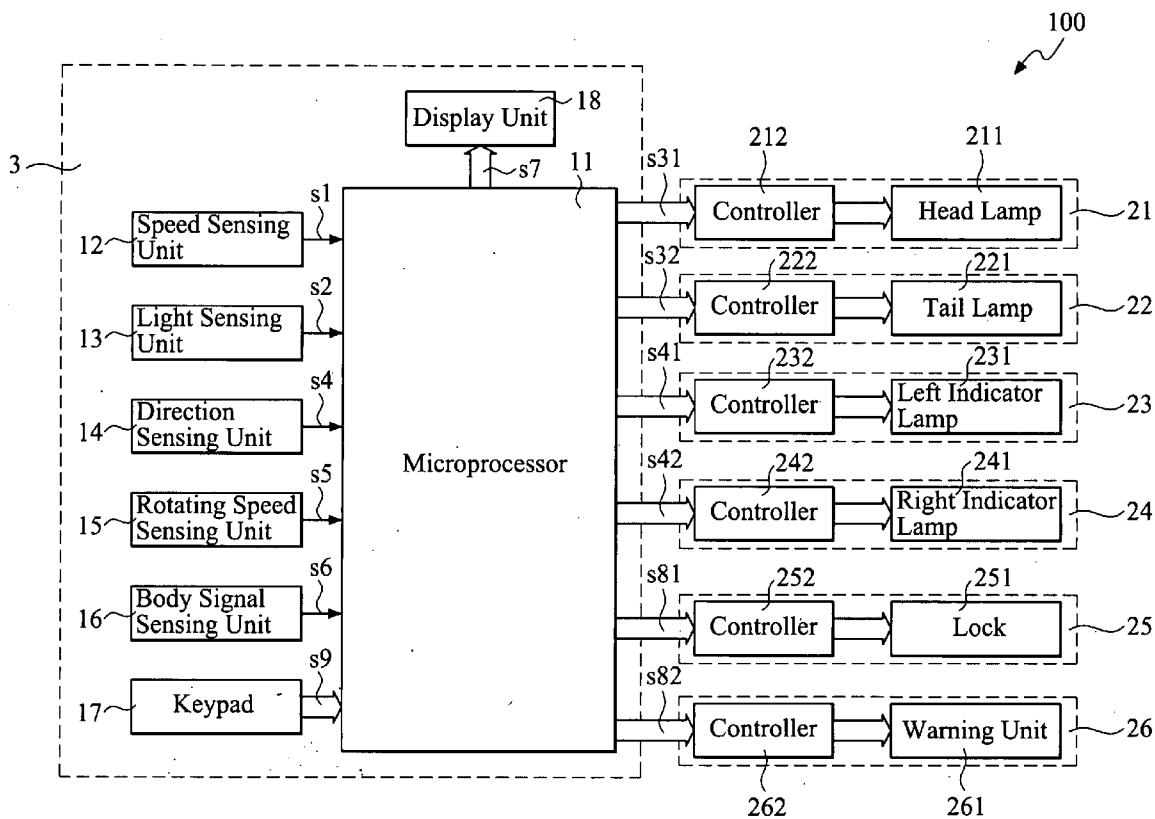 100
3
Display Unit
18
s7
11
Speed Sensing
Unit
12
s1
Light Sensing
Unit
13
s2
Direction
Sensing Unit
14
s4
Rotating Speed
Sensing Unit
15
s5
Body Signal
Sensing Unit
16
s6
Keypad
17
s9
Microprocessor
s31
212
Controller
211
Head Lamp
21
s32
222
Controller
221
Tail Lamp
22
s41
232
Controller
231
Left Indicator
Lamp
23
s42
242
Controller
241
Right Indicator
Lamp
24
s81
252
Controller
251
Lock
25
s82
Controller
262
Warning Unit
261
26